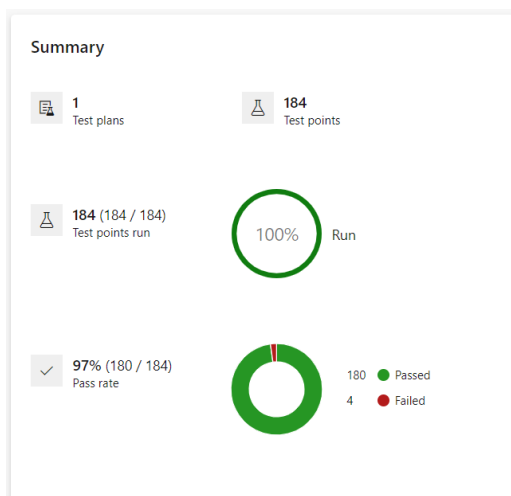 Summary
1
Test plans
184
Test points
184 (184 / 184)
Test points run
100%
Run
97% (180 / 184)
Pass rate
180 Passed
4 Failed